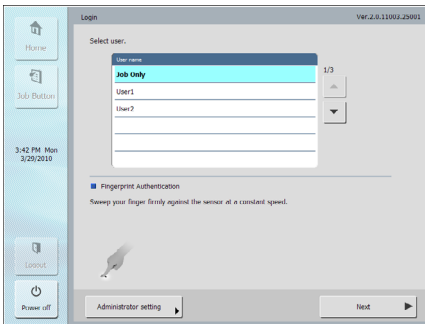 Login
Ver.2.0.11003.25001
Home
Select user.
User name
Job Only
1/3
User1
User2
Job Button
3:42 PM Mon
3/29/2010
Fingerprint Authentication
Sweep your finger firmly against the sensor at a constant speed.
Logout
Power off
Administrator setting
Next